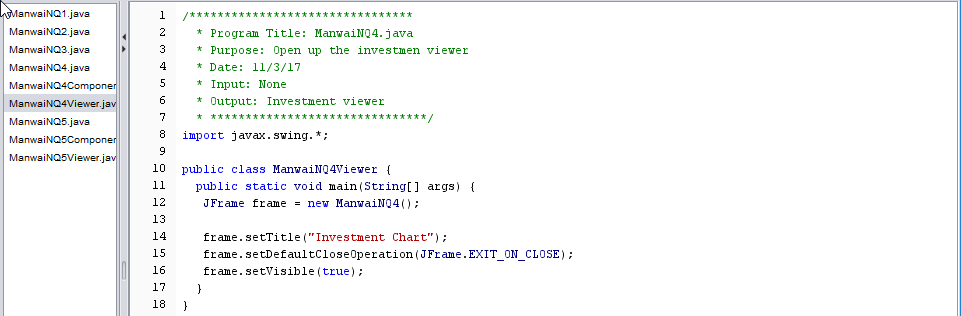 ManwaiNQ1.java
ManwaiNQ2.java
ManwaiNQ3.java
ManwaiNQ4.java
ManwaiNQ4Componer
ManwaiNQ4Viewer.jav
ManwaiNQ5.java
ManwaiNQ5Componer
ManwaiNQ5Viewer.jav
1 /********************************
2 * Program Title: ManwaiNQ4.java
3 * Purpose: Open up the investmen viewer
4 * Date: 11/3/17
5 * Input: None
6 * Output: Investment viewer
7 * *******************************/
8 import javax.swing.*;
9
10 public class ManwaiNQ4Viewer {
11 public static void main(String[] args) {
12 JFrame frame = new ManwaiNQ4();
13
14 frame.setTitle("Investment Chart");
15 frame.setDefaultCloseOperation(JFrame.EXIT_ON_CLOSE);
16 frame.setVisible(true);
17 }
18 }